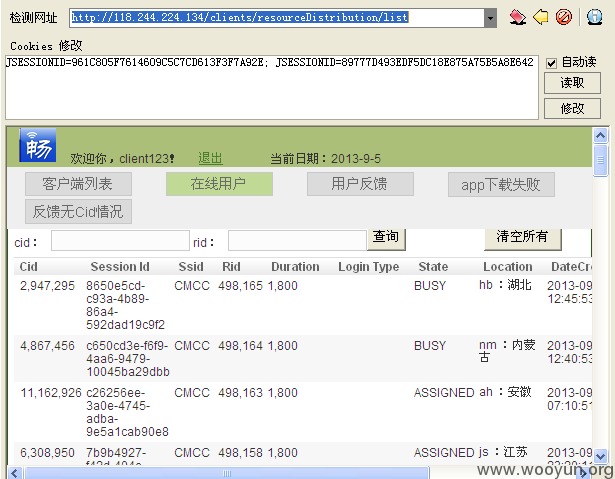 检测网址 http://118.244.224.134/clients/resourceDistribution/list
Cookies 修改
JSESSIONID=961C805F7614609C5C7CD613F3F7A92E; JSESSIONID=89777D493EDF5DC18E875A75B5A8E642
自动读
读取
修改
畅 欢迎你，client123! 退出 当前日期：2013-9-5
客户端列表 在线用户 用户反馈 app下载失败
反馈无Cid情况
cid： rid： 查询 清空所有
Cid Session Id Ssid Rid Duration Login Type State Location DateCre
2,947,295 8650e5cd-c93a-4b89-86a4-592dad19c9f2 CMCC 498,165 1,800 BUSY hb：湖北 2013-09 12:45:53
4,867,456 c650cd3e-f6f9-4aa6-9479-10045ba29dbb CMCC 498,164 1,800 BUSY nm：内蒙古 2013-09 12:40:53
11,162,926 c26256ee-3a0e-4745-adba-9e5a1cab90e8 CMCC 498,163 1,800 ASSIGNED ah：安徽 2013-09 07:10:51
6,308,950 7b9b4927- CMCC 498,158 1,800 ASSIGNED js：江苏 2013-09
www.wooyun.org